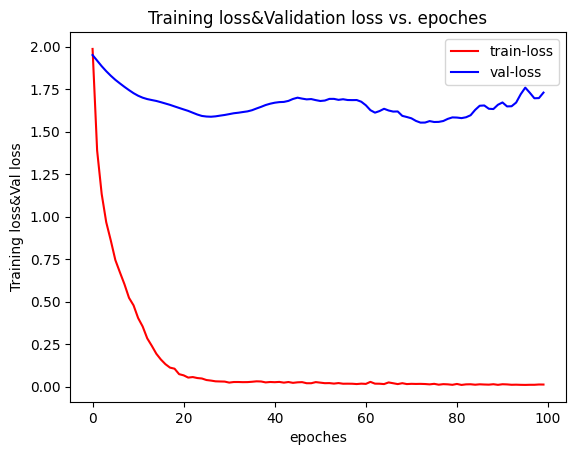 Training loss&Validation loss vs. epoches
train-loss
val-loss
Training loss&Val loss
2.00
1.75
1.50
1.25
1.00
0.75
0.50
0.25
0.00
0 20 40 60 80 100
epoches